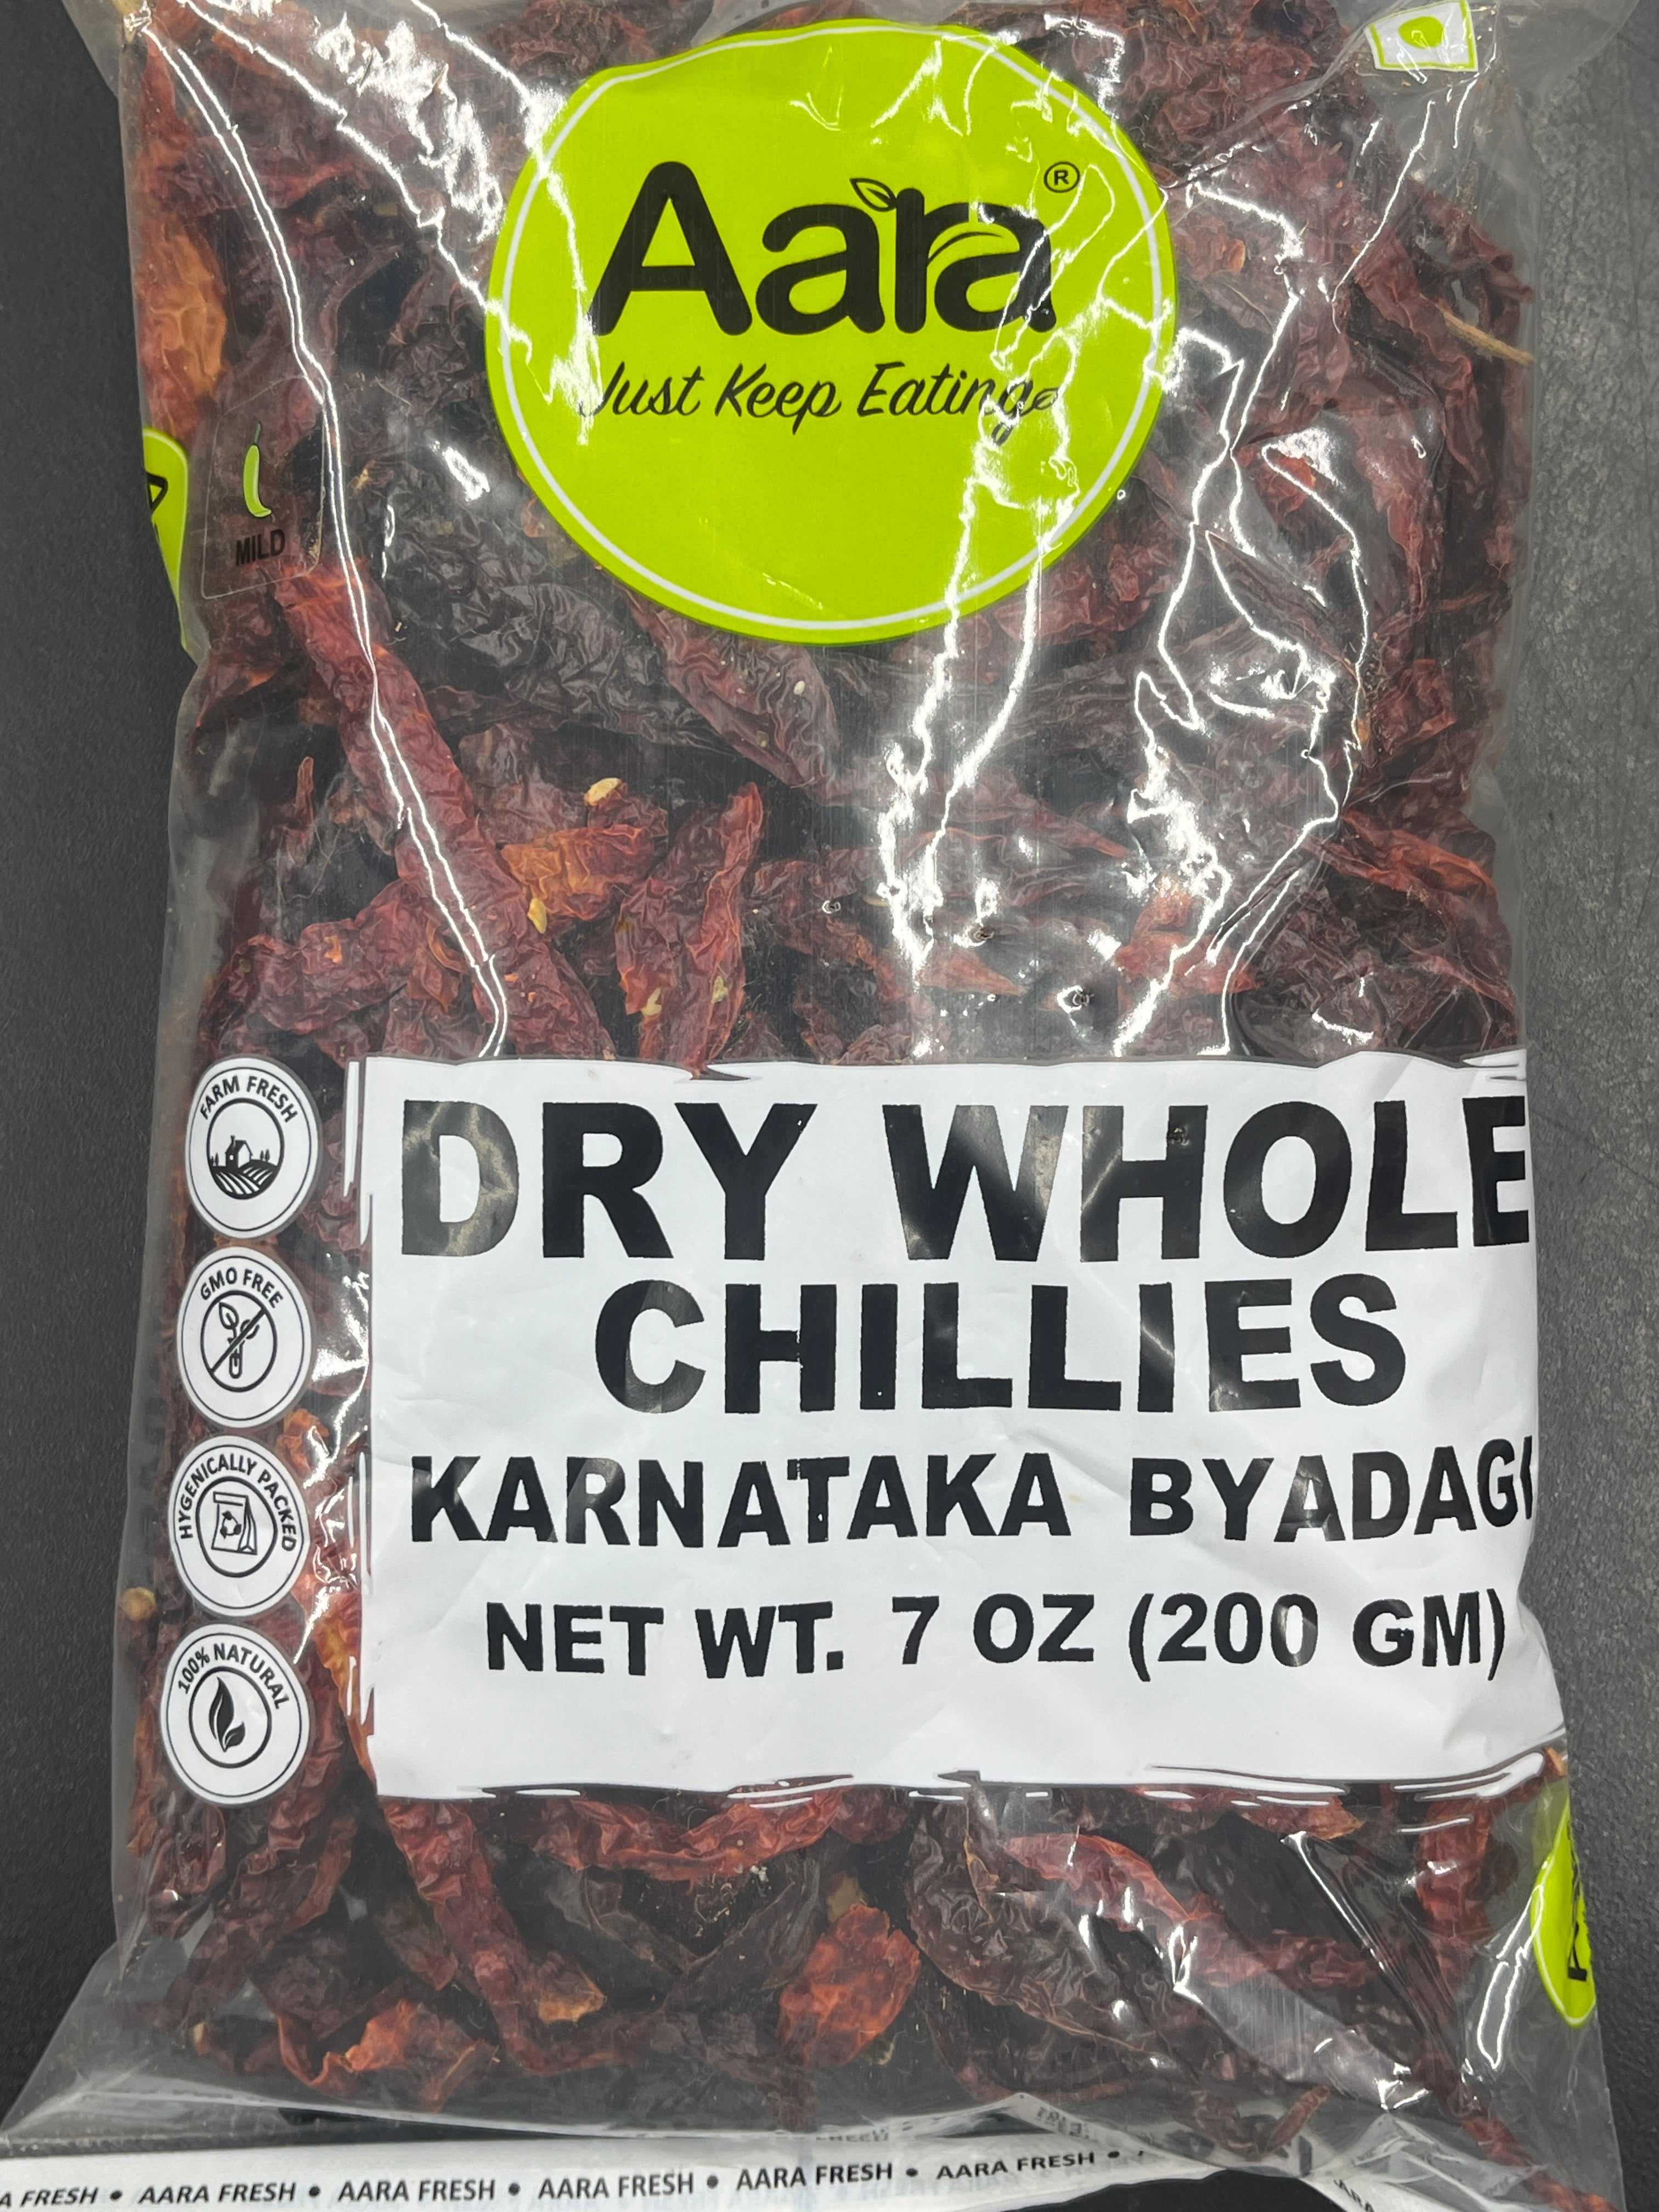 Aara®
Just Keep Eating
MILD
FARM FRESH
GMO FREE
HYGENICALLY PACKED
100% NATURAL
DRY WHOLE
CHILLIES
KARNATAKA BYADAGI
NET WT. 7 OZ (200 GM)
FRESH • AARA FRESH • AARA FRESH • AARA FRESH • AARA FRESH • AARA FRESH •